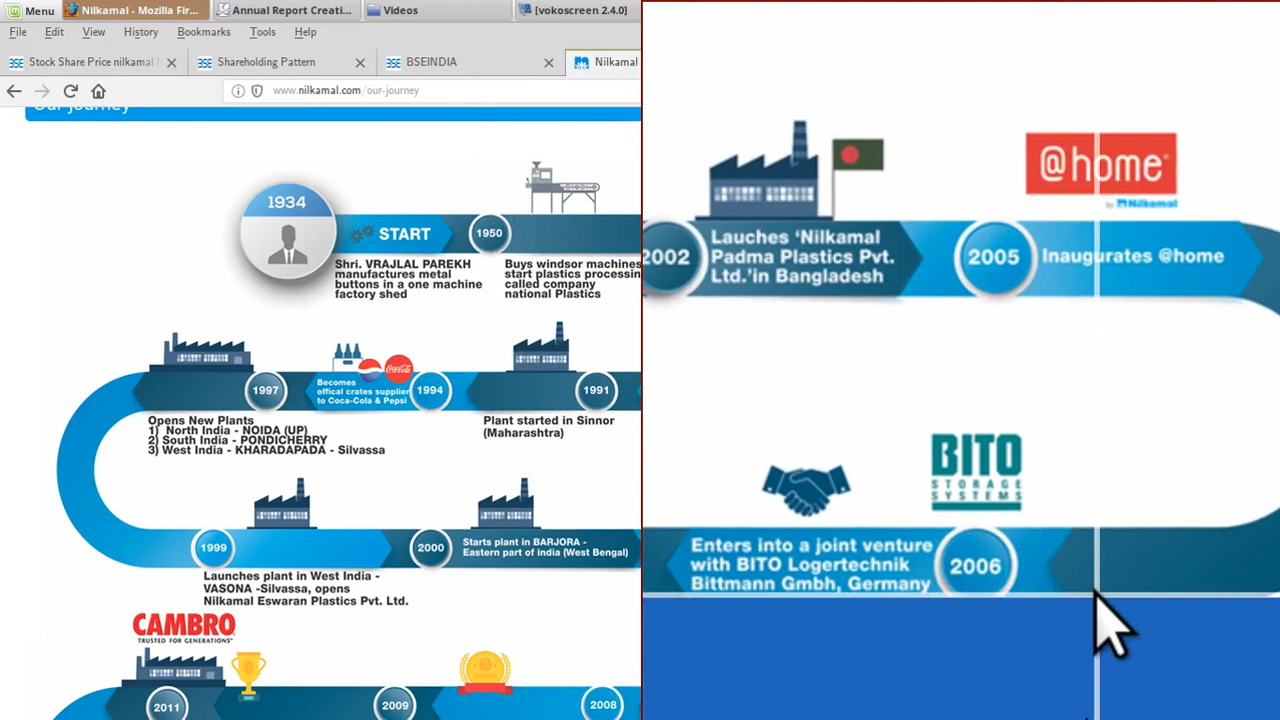 Menu
Nilkamal - Mozilla Fir...
Annual Report Creati...
Videos
[vokoscreen 2.4.0]
File Edit View History Bookmarks Tools Help
Stock Share Price nilkamal
Shareholding Pattern
BSEINDIA
Nilkamal
www.nilkamal.com/our-journey
Our journey
1934
START
1950
Shri. VRAJLAL PAREKH
manufactures metal
buttons in a one machine
factory shed
Buys windsor machines
start plastics processin
called company
national Plastics
1997
Becomes
offical crates supplier
to Coca-Cola & Pepsi
Coca-Cola
1994
1991
Opens New Plants
1) North India - NOIDA (UP)
2) South India - PONDICHERRY
3) West India - KHARADAPADA - Silvassa
Plant started in Sinnor
(Maharashtra)
1999
2000
Starts plant in BARJORA -
Eastern part of india (West Bengal)
Launches plant in West India -
VASONA -Silvassa, opens
Nilkamal Eswaran Plastics Pvt. Ltd.
CAMBRO
TRUSTED FOR GENERATIONS
2011
2009
2008
@home
by Nilkamal
2002
Lauches ‘Nilkamal
Padma Plastics Pvt.
Ltd.’in Bangladesh
2005
Inaugurates @home
BITO
STORAGE
SYSTEMS
Enters into a joint venture
with BITO Logertechnik
Bittmann Gmbh, Germany
2006